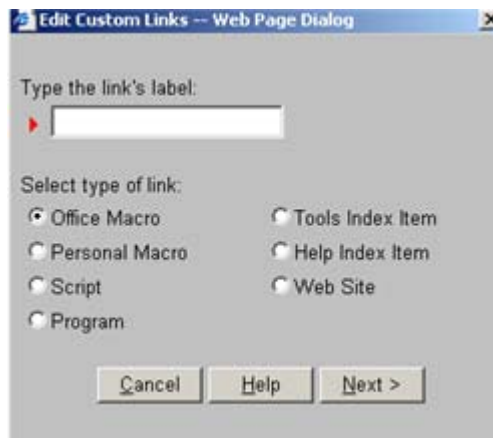 Edit Custom Links -- Web Page Dialog
Type the link's label:
Select type of link:
Office Macro
Personal Macro
Script
Program
Tools Index Item
Help Index Item
Web Site
Cancel
Help
Next >